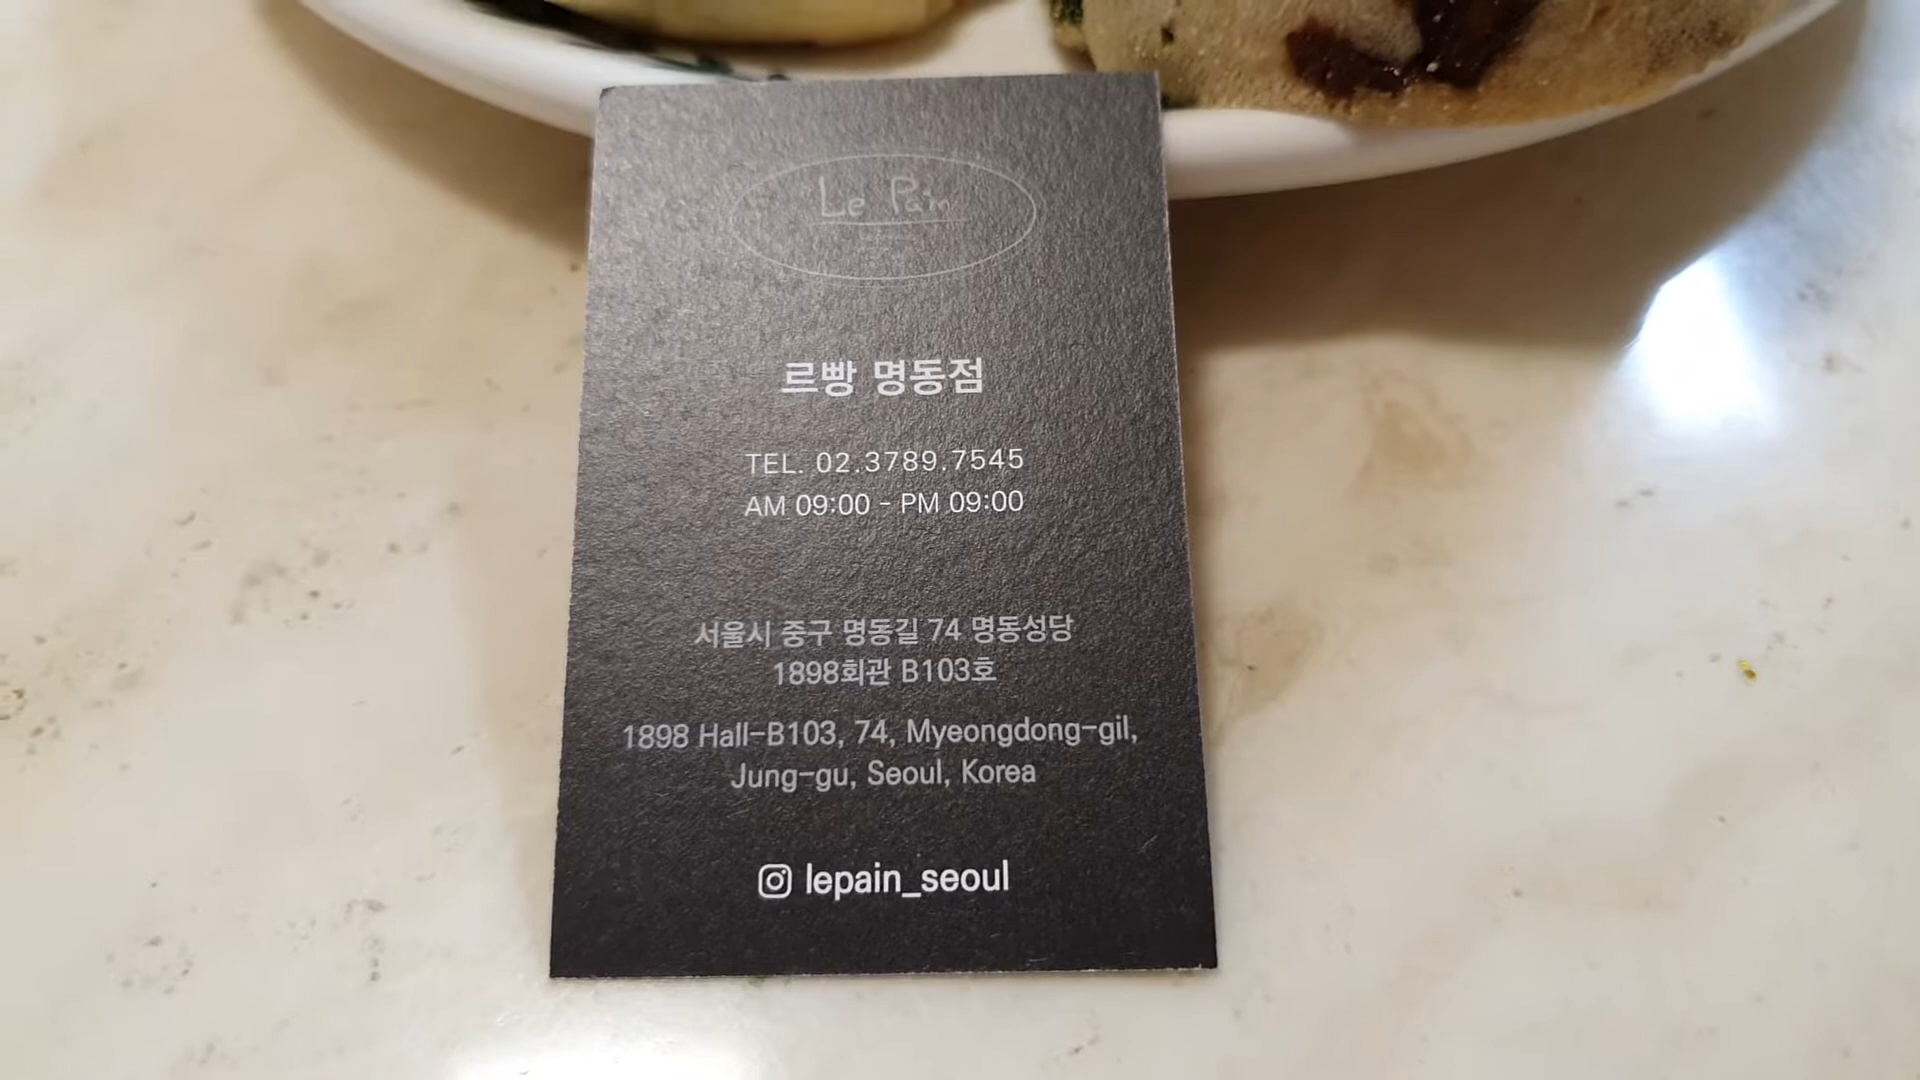 Le Pain
르빵 명동점
TEL. 02.3789.7545
AM 09:00 - PM 09:00
서울시 중구 명동길 74 명동성당
1898회관 B103호
1898 Hall-B103, 74, Myeongdong-gil,
Jung-gu, Seoul, Korea
lepain_seoul